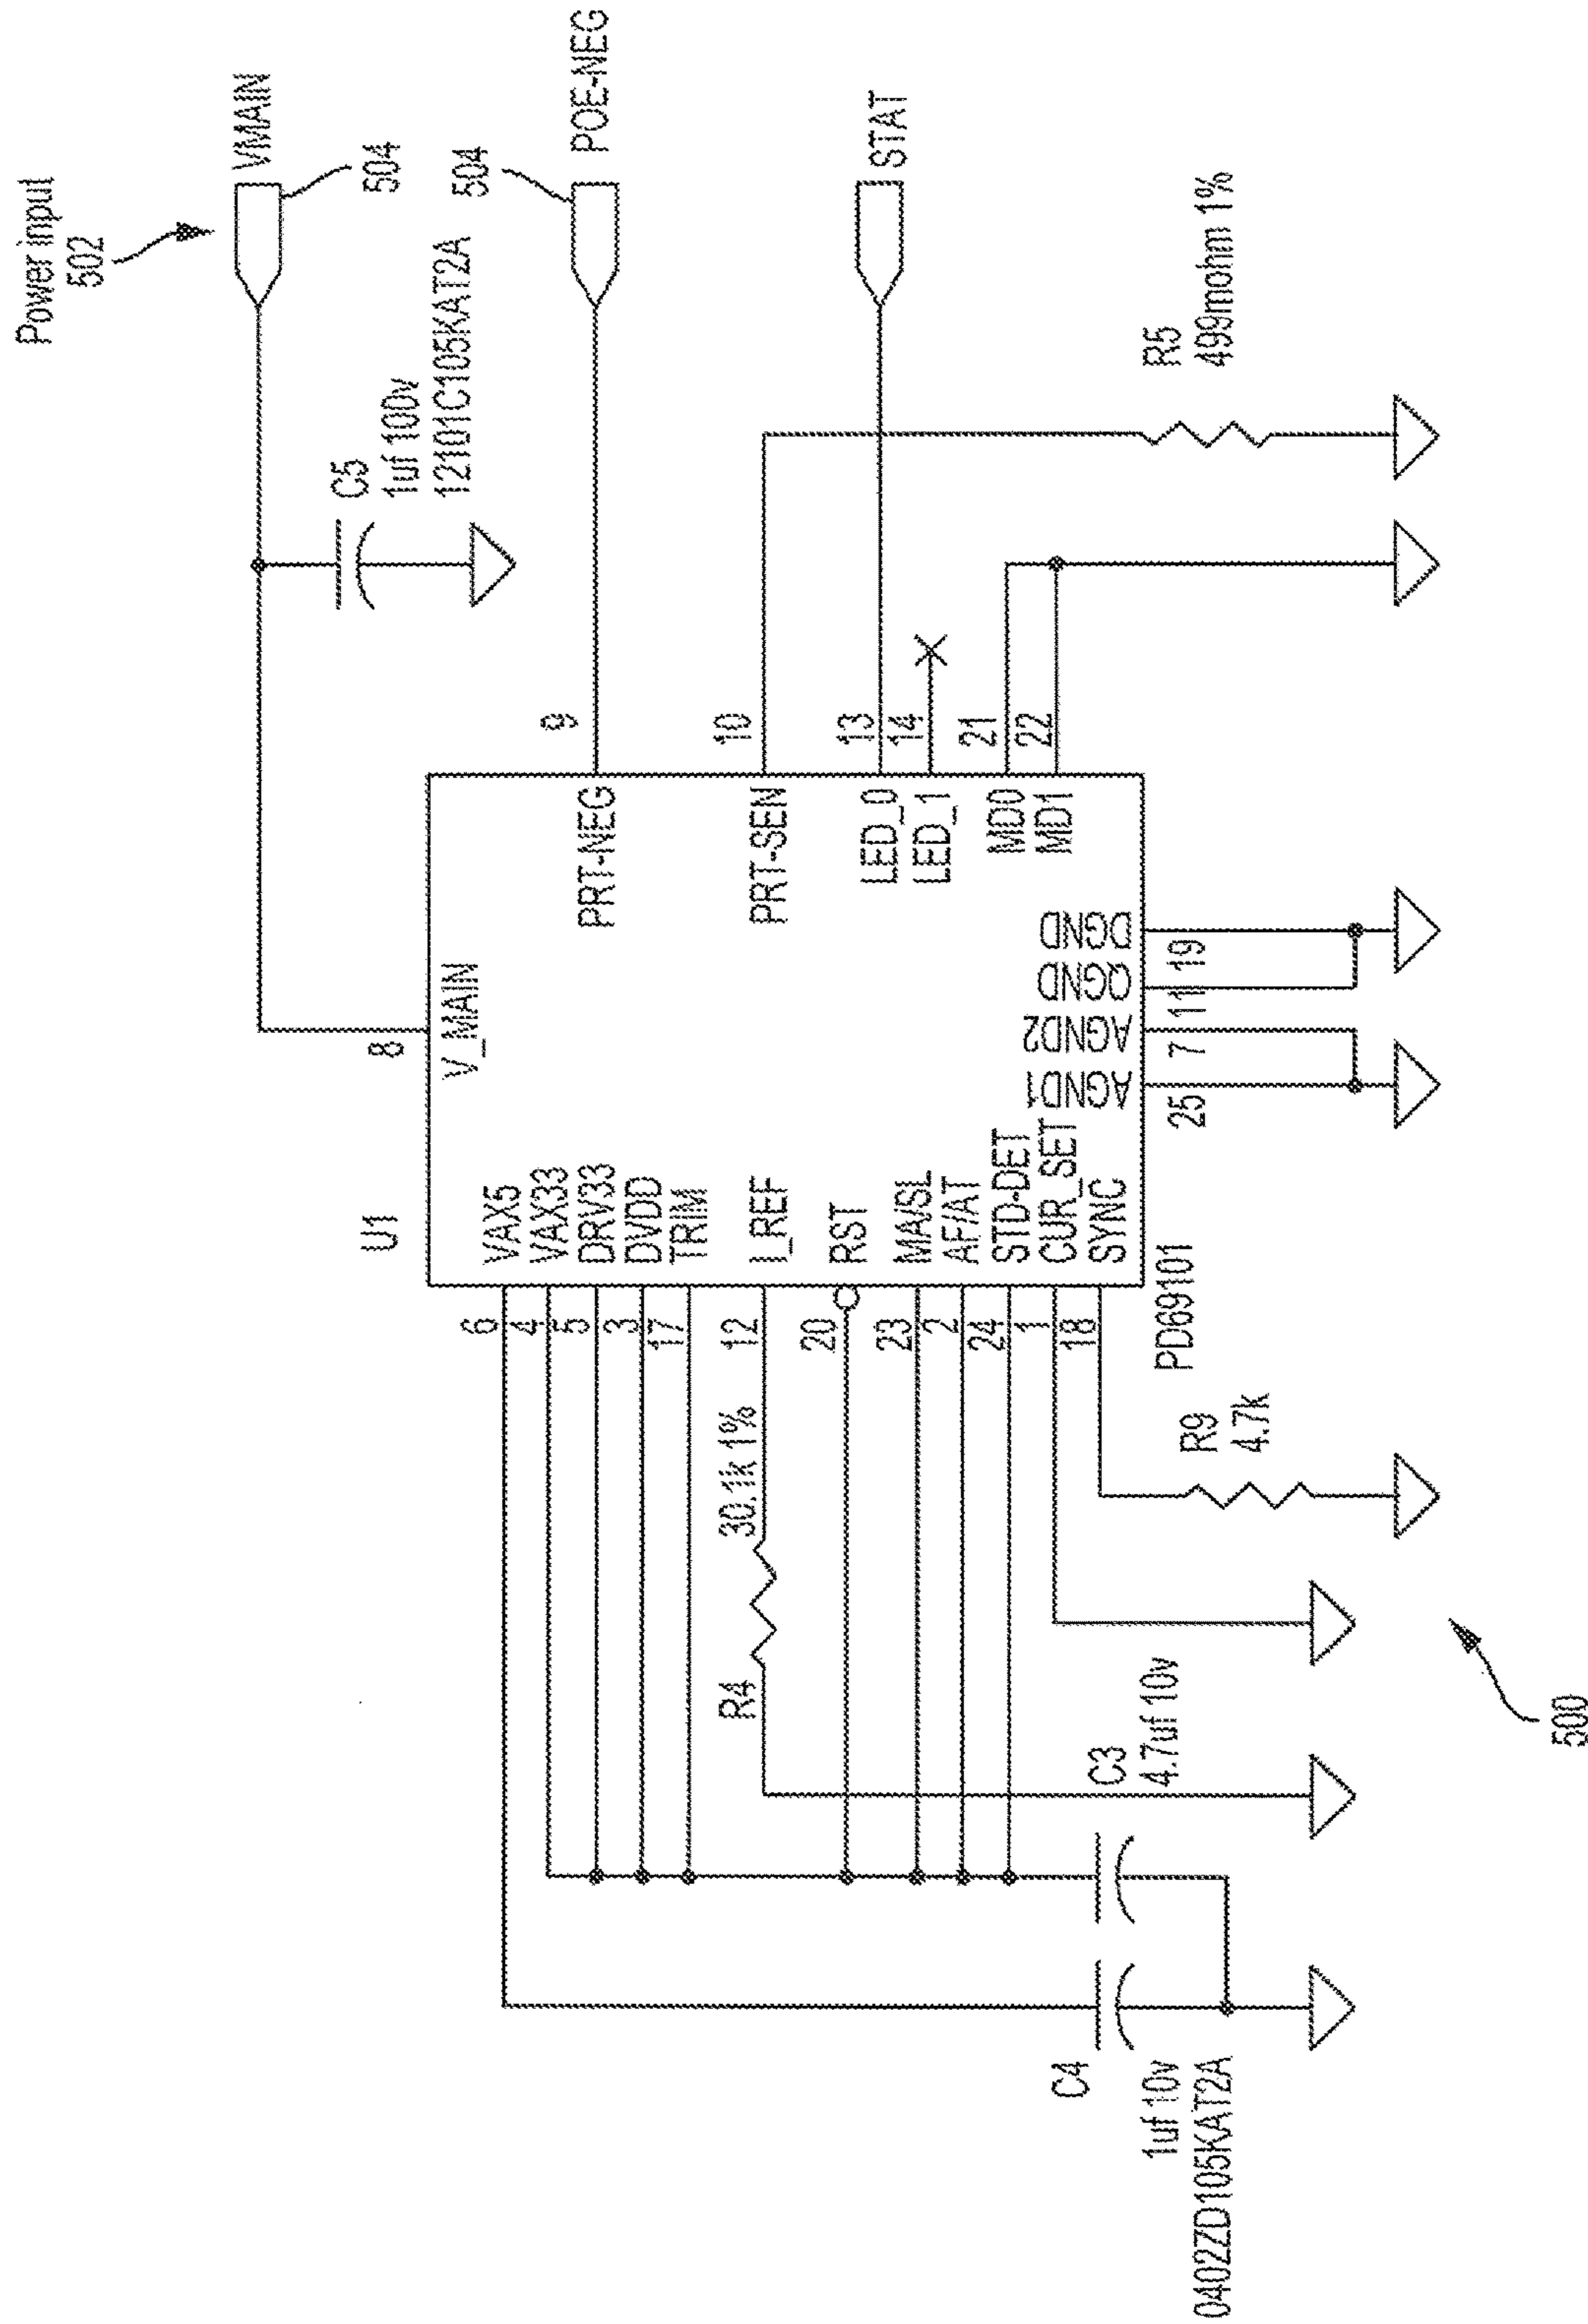 Power input
502
VMAIN
504
504
POE-NEG
STAT
C5
1uf 100v
12101C105KAT2A
R5
499mohm 1%
8
9
10
13
14
21
22
V_MAIN
PRT-NEG
PRT-SEN
LED_0
LED_1
MD0
MD1
DGND
QGND
AGND2
AGND1
19
11
7
25
U1
VAX5
VAX33
DRV33
DVDD
TRIM
I_REF
RST
MA/SL
AF/AT
STD-DET
CUR_SET
SYNC
PD69101
6
4
5
3
17
12
20
23
2
24
1
18
30.1k 1%
R4
R9
4.7k
C3
4.7uf 10v
C4
1uf 10v
0402ZD105KAT2A
500